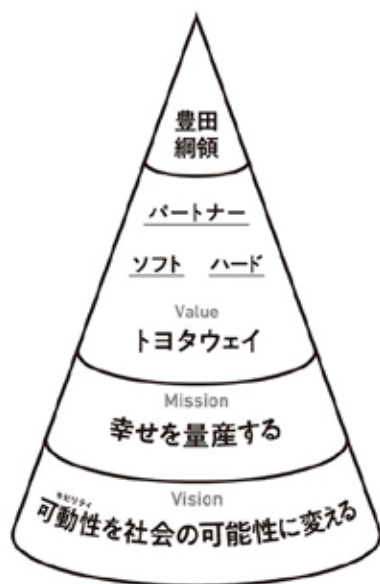 豊田
綱領
パートナー
ソフト ハード
Value
トヨタウェイ
Mission
幸せを量産する
Vision
モビリティ
可動性を社会の可能性に変える